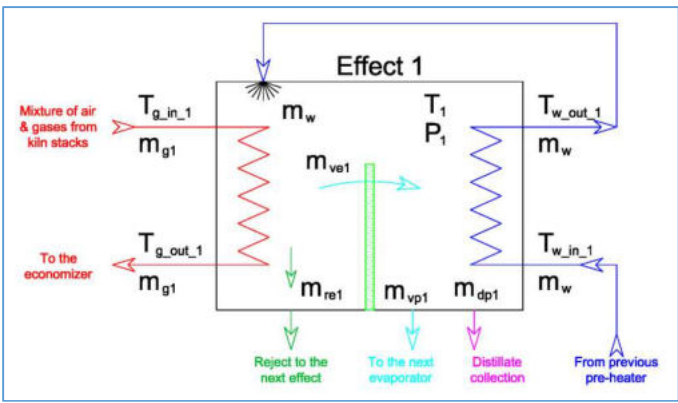 Effect 1
Mixture of air
& gases from
kiln stacks
T_g_in_1
m_g1
m_w
m_ve1
T_1
P_1
T_w_out_1
m_w
To the
economizer
T_g_out_1
m_g1
T_w_in_1
m_w
m_re1
m_vp1
m_dp1
Reject to the
next effect
To the next
evaporator
Distillate
collection
From previous
pre-heater